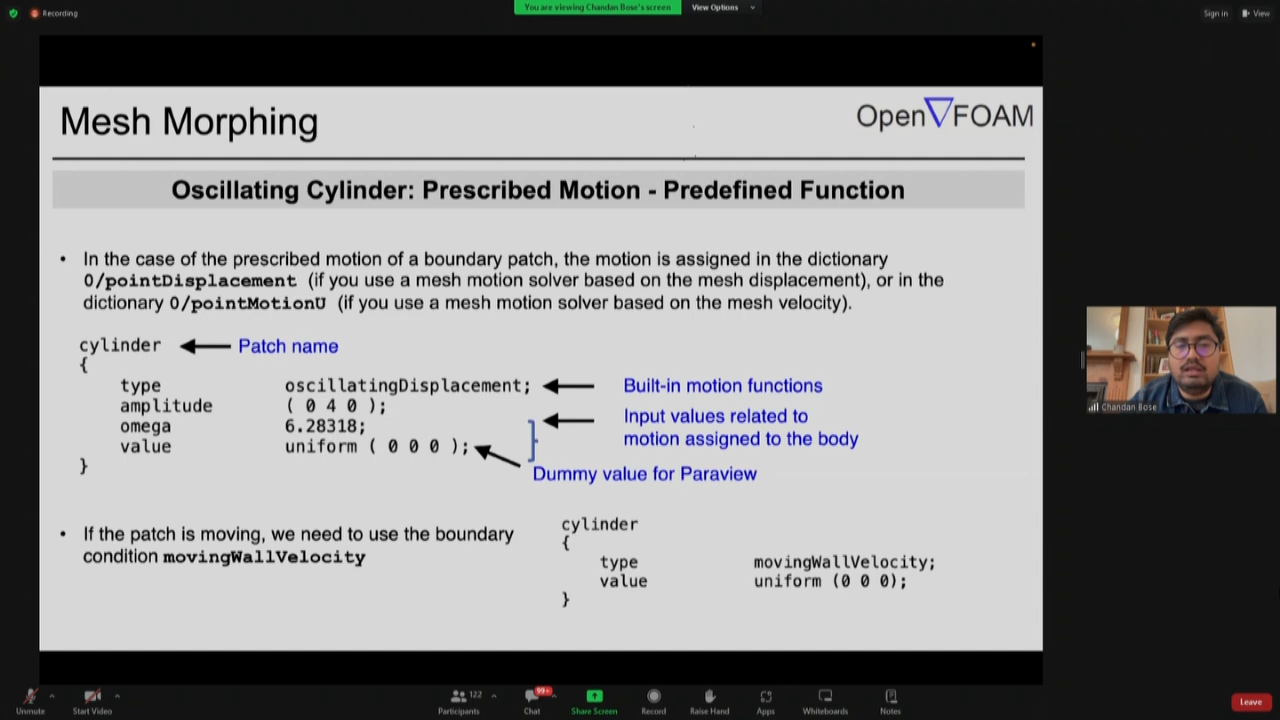 Recording
You are viewing Chandan Bose's screen
View Options
Sign in
View
Mesh Morphing
Open FOAM
Oscillating Cylinder: Prescribed Motion - Predefined Function
• In the case of the prescribed motion of a boundary patch, the motion is assigned in the dictionary
0/pointDisplacement (if you use a mesh motion solver based on the mesh displacement), or in the
dictionary 0/pointMotionU (if you use a mesh motion solver based on the mesh velocity).
cylinder
Patch name
{
type oscillatingDisplacement;
Built-in motion functions
amplitude ( 0 4 0 );
omega 6.28318;
value uniform ( 0 0 0 );
}
Input values related to
motion assigned to the body
Dummy value for Paraview
• If the patch is moving, we need to use the boundary
condition movingWallVelocity
cylinder
{
type movingWallVelocity;
value uniform (0 0 0);
}
Chandan Bose
Unmute
Start Video
122
Participants
99+
Chat
Share Screen
Record
Raise Hand
Apps
Whiteboards
Notes
Leave